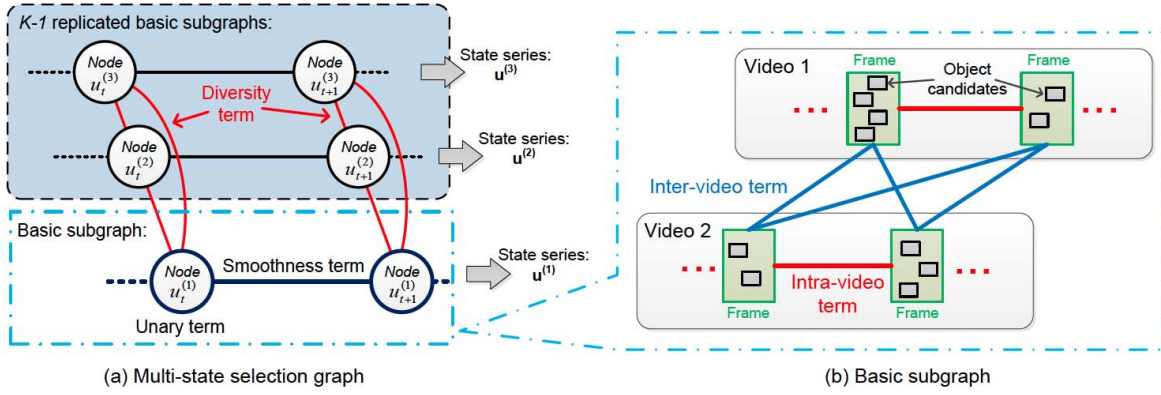 K-1 replicated basic subgraphs:
Node
u_t^(3)
Node
u_{t+1}^(3)
State series:
u^(3)
Diversity
term
Node
u_t^(2)
Node
u_{t+1}^(2)
State series:
u^(2)
Basic subgraph:
Node
u_t^(1)
Smoothness term
Node
u_{t+1}^(1)
State series:
u^(1)
Unary term
(a) Multi-state selection graph
Video 1
Frame
Object
candidates
Frame
...
...
Inter-video term
Video 2
...
...
Intra-video
term
Frame
Frame
(b) Basic subgraph